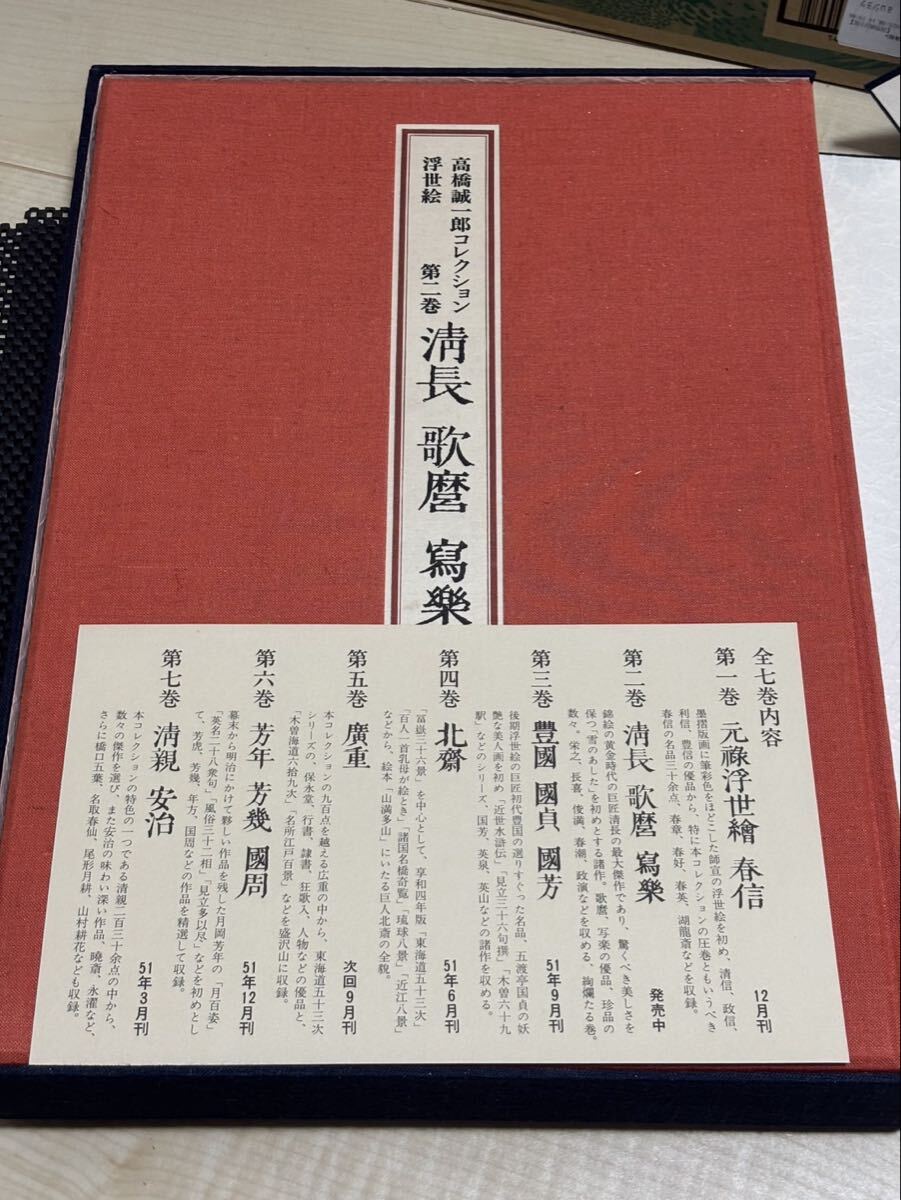 高橋誠一郎コレクション
浮世絵 第二巻
淸長 歌麿 寫樂
全七巻内容
第一巻 元祿浮世繪 春信 12月刊
墨摺版画に筆彩色をほどこした師宣の浮世絵を初め、清信、政信、
利信、豊信の優品から、特に本コレクションの圧巻ともいうべき
春信の名品三十余点、春章、春好、春英、湖龍斎などを収録。
第二巻 淸長 歌麿 寫樂 発売中
錦絵の黄金時代の巨匠清長の最大傑作であり、驚くべき美しさを
保つ「雪のあした」を初めとする諸作。歌麿、写楽の優品、珍品の
数々。栄之、長喜、俊満、春潮、政演などを収める、絢爛たる巻。
第三巻 豊國 國貞 國芳 51年9月刊
後期浮世絵の巨匠初代豊国の選りすぐった名品、五渡亭国貞の妖
艶な美人画を初め「近世水滸伝」「見立三十六句撰」「木曽六十九
駅」などのシリーズ、国芳、英泉、英山などの諸作を収める。
第四巻 北齋 51年6月刊
「冨嶽三十六景」を中心として、享和四年版「東海道五十三次」
「百人一首乳母が絵とき」「諸国名橋奇覧」「琉球八景」「近江八景」
などから、絵本「山満多山」にいたる巨人北斎の全貌。
第五巻 廣重 次回9月刊
本コレクションの九百点を越える広重の中から、東海道五十三次
シリーズの、保永堂、行書、隷書、狂歌入、人物などの優品と、
「木曽海道六拾九次」「名所江戸百景」などを盛沢山に収録。
第六巻 芳年 芳幾 國周 51年12月刊
幕末から明治にかけて夥しい作品を残した月岡芳年の「月百姿」
「英名二十八衆句」「風俗三十二相」「見立多以尽」などを初めとし
て、芳虎、芳幾、年方、国周などの作品を精選して収録。
第七巻 淸親 安治 51年3月刊
本コレクションの特色の一つである清親二百三十余点の中から、
数々の傑作を選び、また安治の味わい深い作品、暁斎、永濯など、
さらに橋口五葉、名取春仙、尾形月耕、山村耕花なども収録。